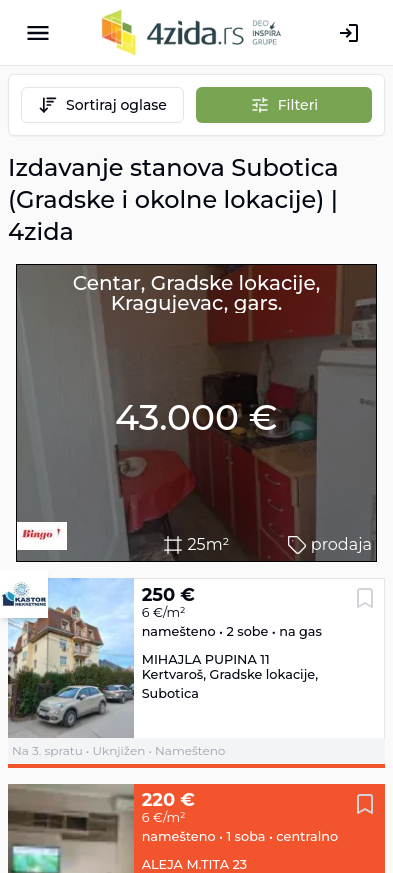 4zida.rs
DEO
INSPIRA
GRUPE
Sortiraj oglase
Filteri
Izdavanje stanova Subotica
(Gradske i okolne lokacije) |
4zida
Centar, Gradske lokacije,
Kragujevac, gars.
43.000 €
Bingo
25m²
prodaja
KASTOR
NEKRETNINE
250 €
6 €/m²
namešteno • 2 sobe • na gas
MIHAJLA PUPINA 11
Kertvaroš, Gradske lokacije,
Subotica
Na 3. spratu • Uknjižen • Namešteno
220 €
6 €/m²
namešteno • 1 soba • centralno
ALEJA M.TITA 23